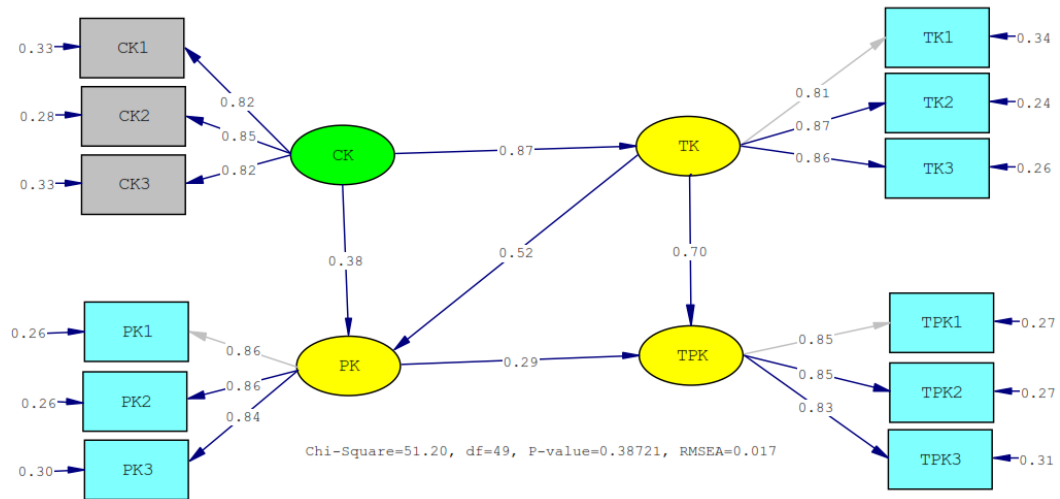 0.33
CK1
0.82
0.28
CK2
0.85
0.33
CK3
0.82
CK
0.87
TK
0.81
TK1
0.34
0.87
TK2
0.24
0.86
TK3
0.26
0.38
0.52
0.70
0.26
PK1
0.86
0.26
PK2
0.86
0.30
PK3
0.84
PK
0.29
TPK
0.85
TPK1
0.27
0.85
TPK2
0.27
0.83
TPK3
0.31
Chi-Square=51.20, df=49, P-value=0.38721, RMSEA=0.017